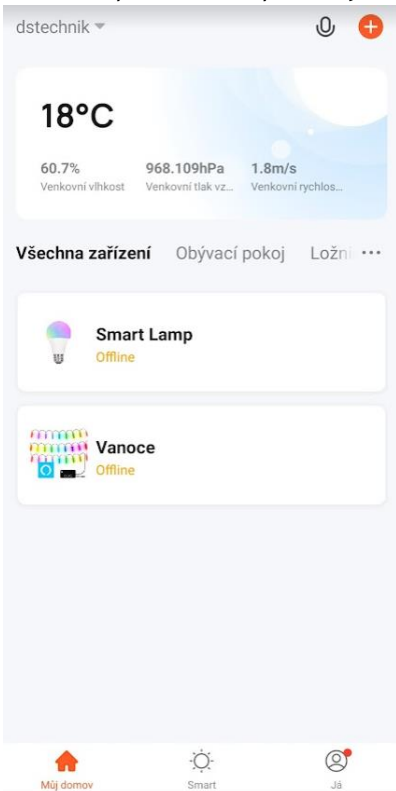 dstechnik
18°C
60.7% 968.109hPa 1.8m/s
Venkovní vlhkost Venkovní tlak vz... Venkovní rychlos...
Všechna zařízení Obývací pokoj Ložni ...
Smart Lamp
Offline
Vanoce
Offline
Můj domov Smart Já